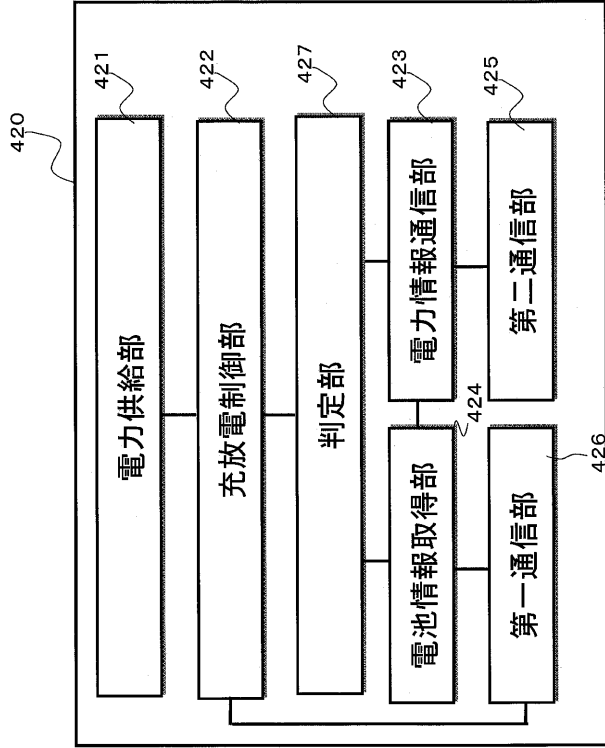 420
電力供給部
421
充放電制御部
422
判定部
427
電池情報取得部
424
電力情報通信部
423
第一通信部
426
第二通信部
425